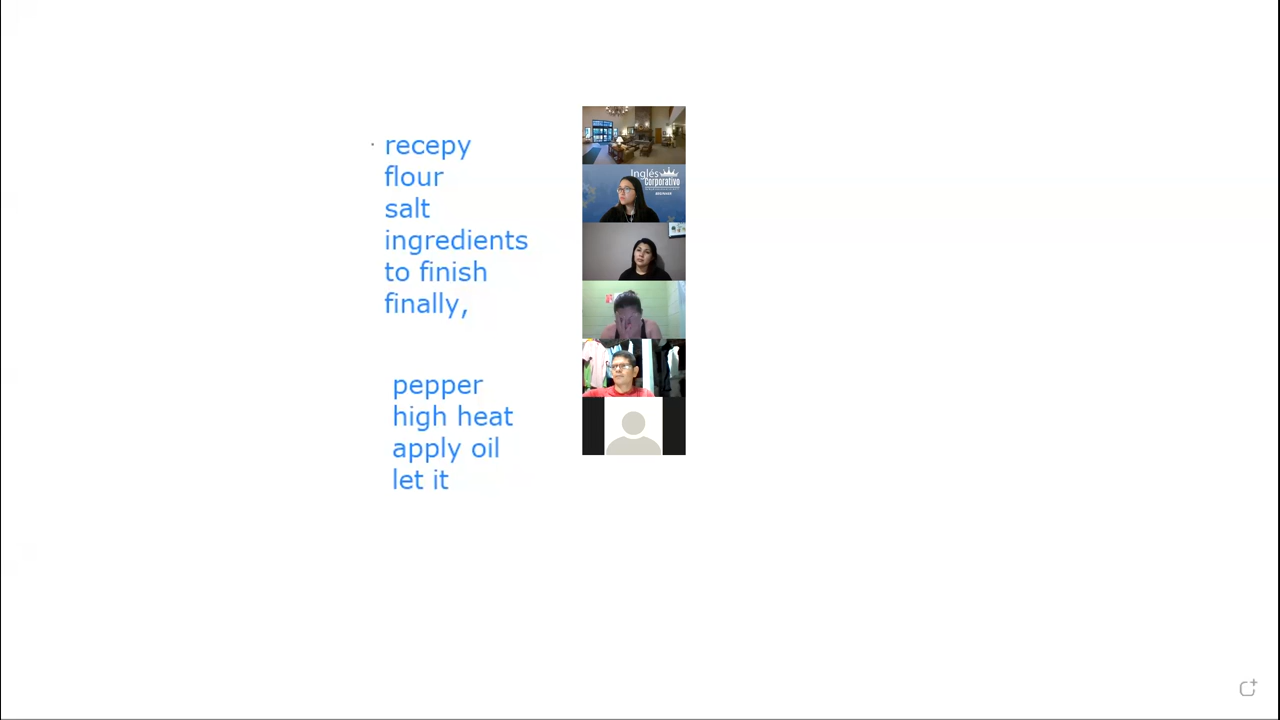 recepy
flour
salt
ingredients
to finish
finally,
pepper
high heat
apply oil
let it
Inglés
Corporativo